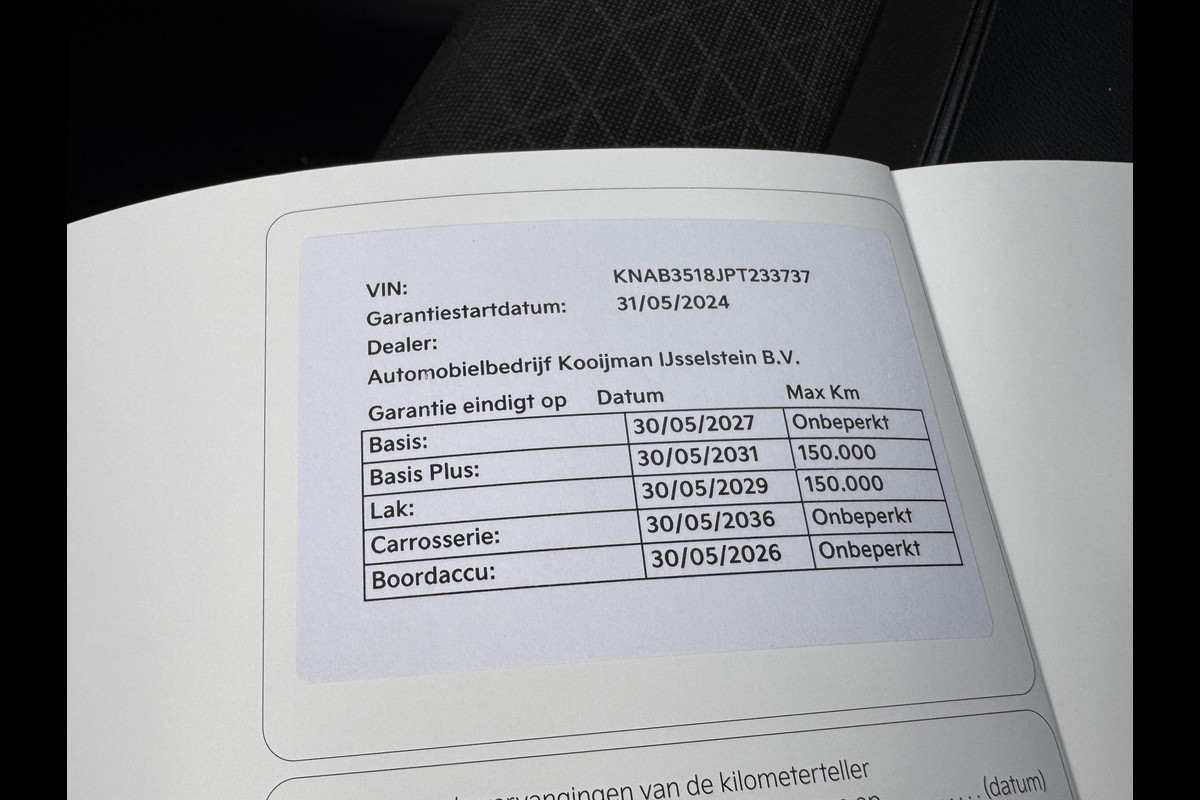 VIN: KNAB3518JPT233737
Garantiestartdatum: 31/05/2024
Dealer:
Automobielbedrijf Kooijman IJsselstein B.V.
Garantie eindigt op Datum Max Km
Basis: 30/05/2027 Onbeperkt
Basis Plus: 30/05/2031 150.000
Lak: 30/05/2029 150.000
Carrosserie: 30/05/2036 Onbeperkt
Boordaccu: 30/05/2026 Onbeperkt
van de kilometerteller
(datum)